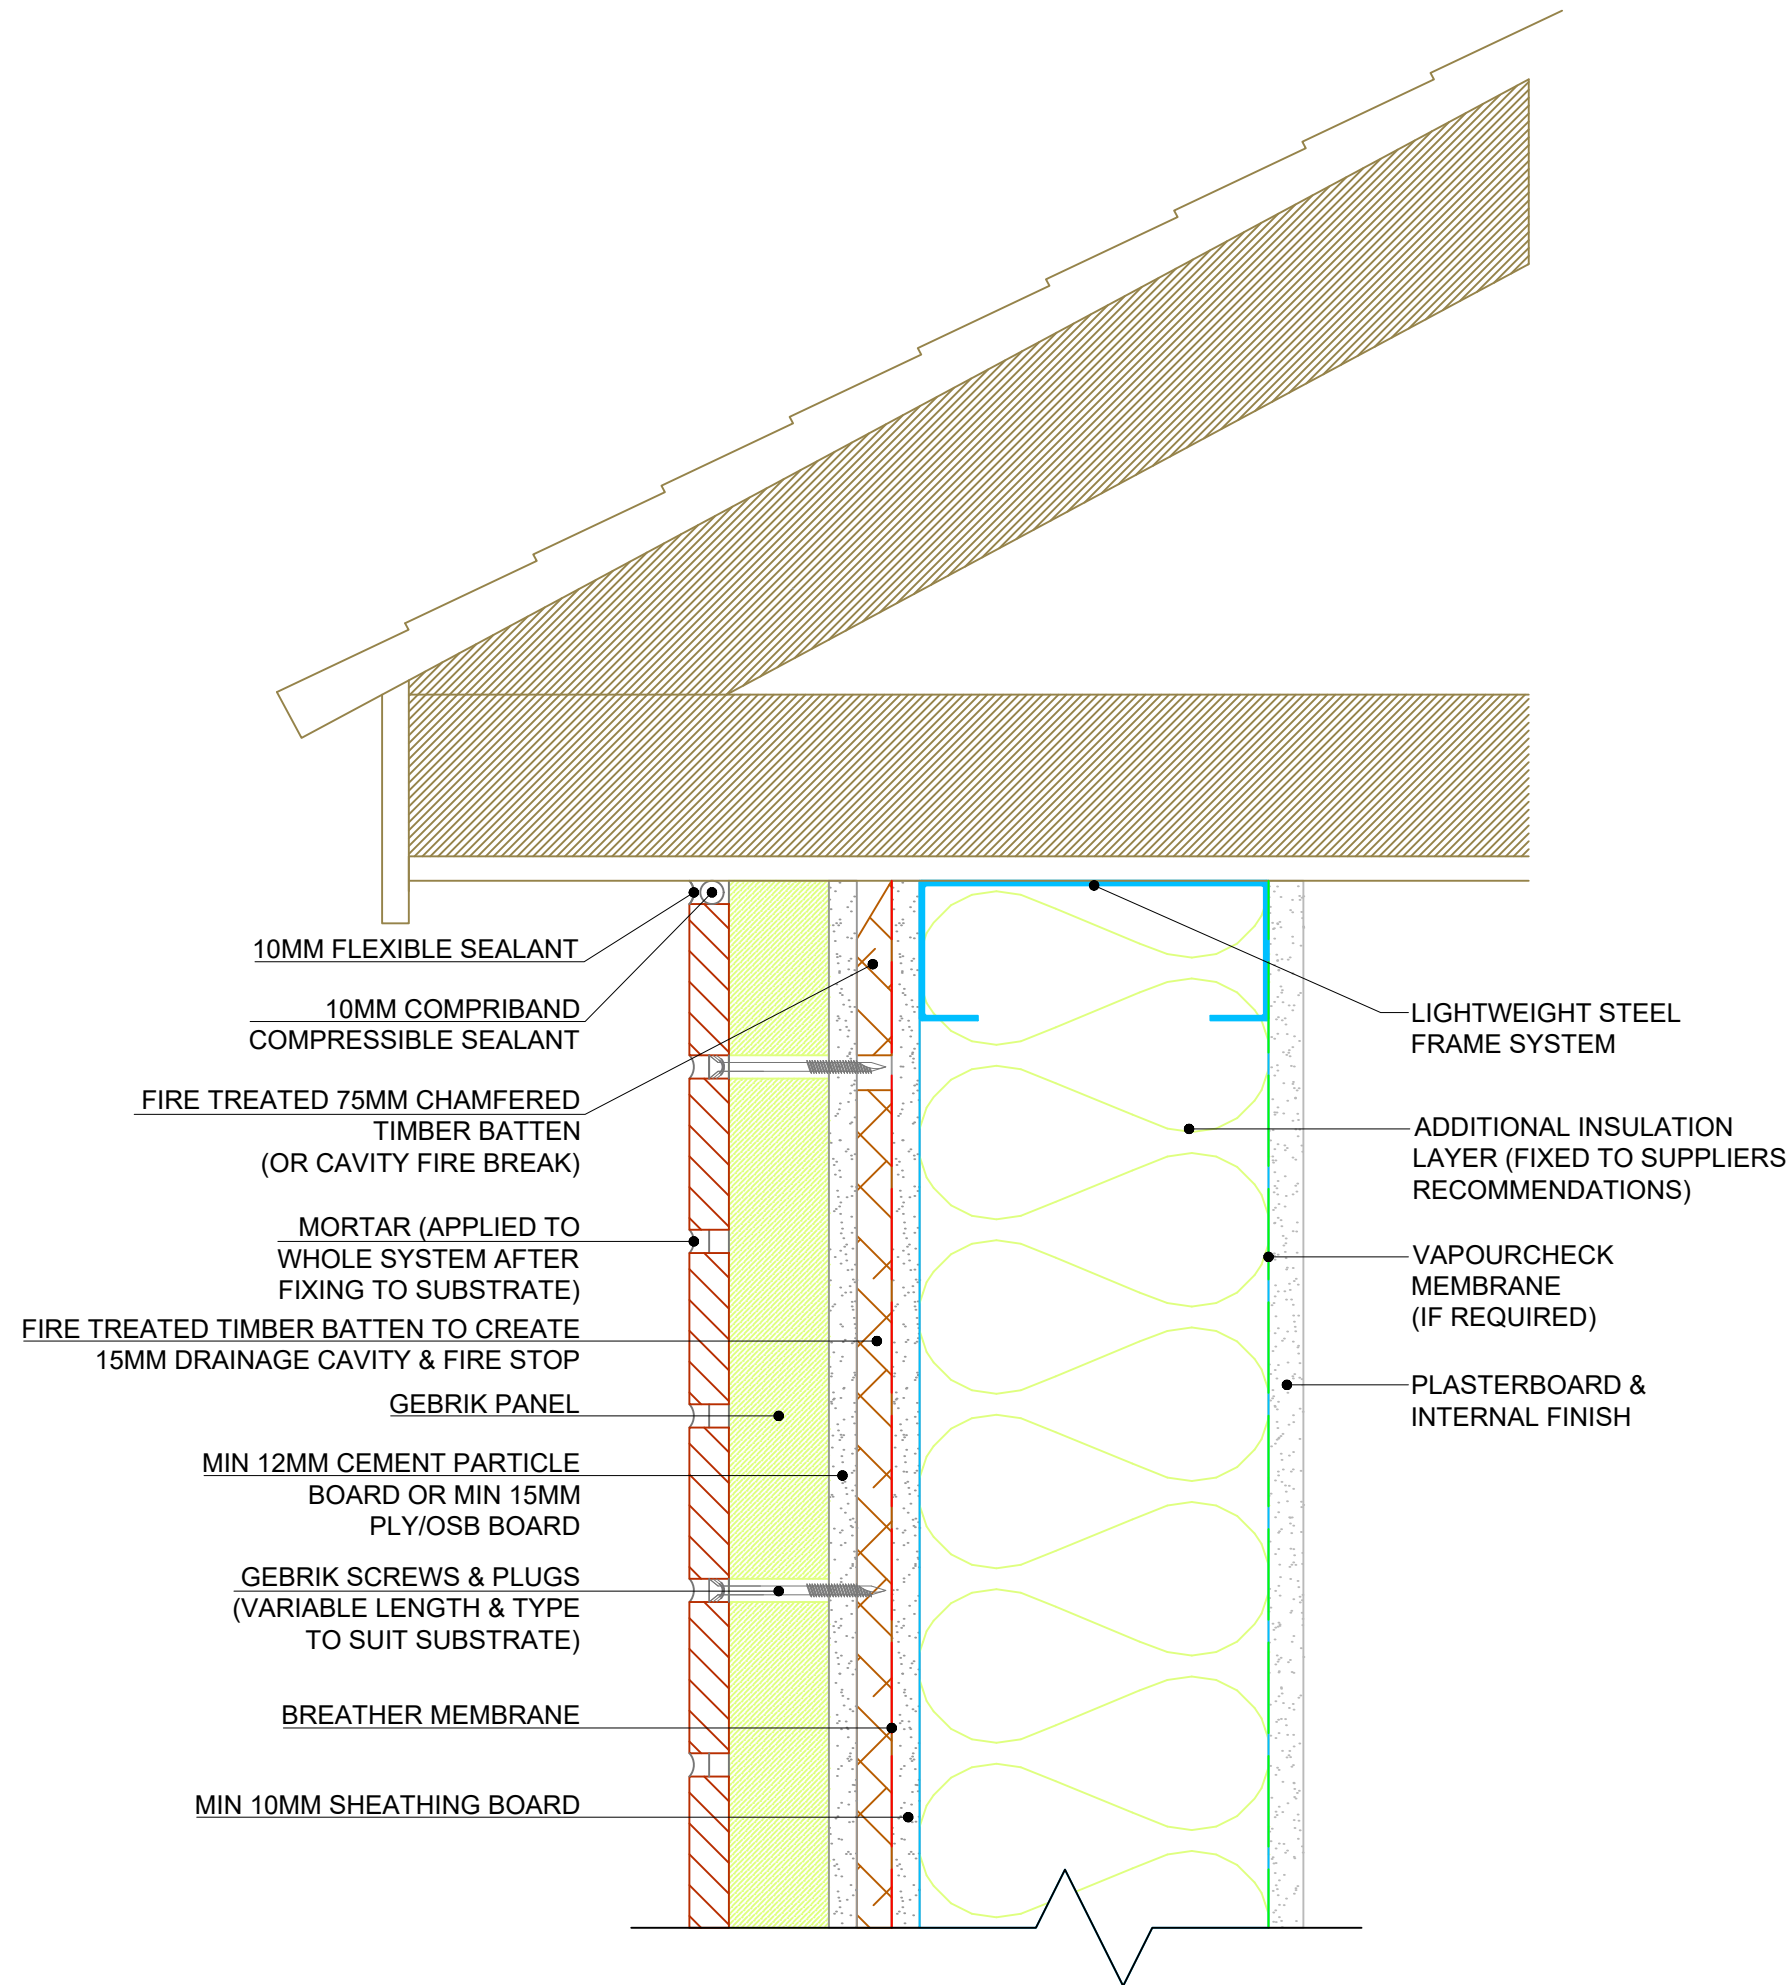 10MM FLEXIBLE SEALANT
10MM COMPRIBAND
COMPRESSIBLE SEALANT
FIRE TREATED 75MM CHAMFERED
TIMBER BATTEN
(OR CAVITY FIRE BREAK)
MORTAR (APPLIED TO
WHOLE SYSTEM AFTER
FIXING TO SUBSTRATE)
FIRE TREATED TIMBER BATTEN TO CREATE
15MM DRAINAGE CAVITY & FIRE STOP
GEBRIK PANEL
MIN 12MM CEMENT PARTICLE
BOARD OR MIN 15MM
PLY/OSB BOARD
GEBRIK SCREWS & PLUGS
(VARIABLE LENGTH & TYPE
TO SUIT SUBSTRATE)
BREATHER MEMBRANE
MIN 10MM SHEATHING BOARD
LIGHTWEIGHT STEEL
FRAME SYSTEM
ADDITIONAL INSULATION
LAYER (FIXED TO SUPPLIERS
RECOMMENDATIONS)
VAPOURCHECK
MEMBRANE
(IF REQUIRED)
PLASTERBOARD &
INTERNAL FINISH